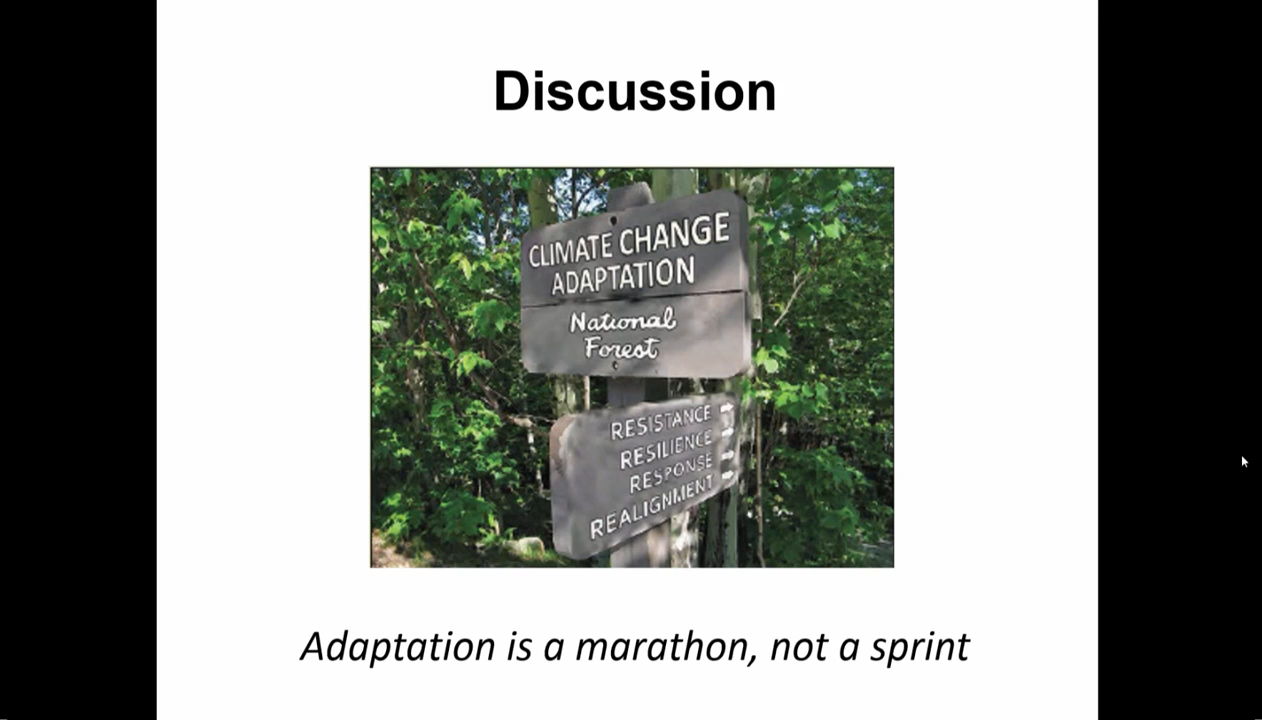 Discussion
CLIMATE CHANGE
ADAPTATION
National
Forest
RESISTANCE →
RESILIENCE →
RESPONSE →
REALIGNMENT →
Adaptation is a marathon, not a sprint